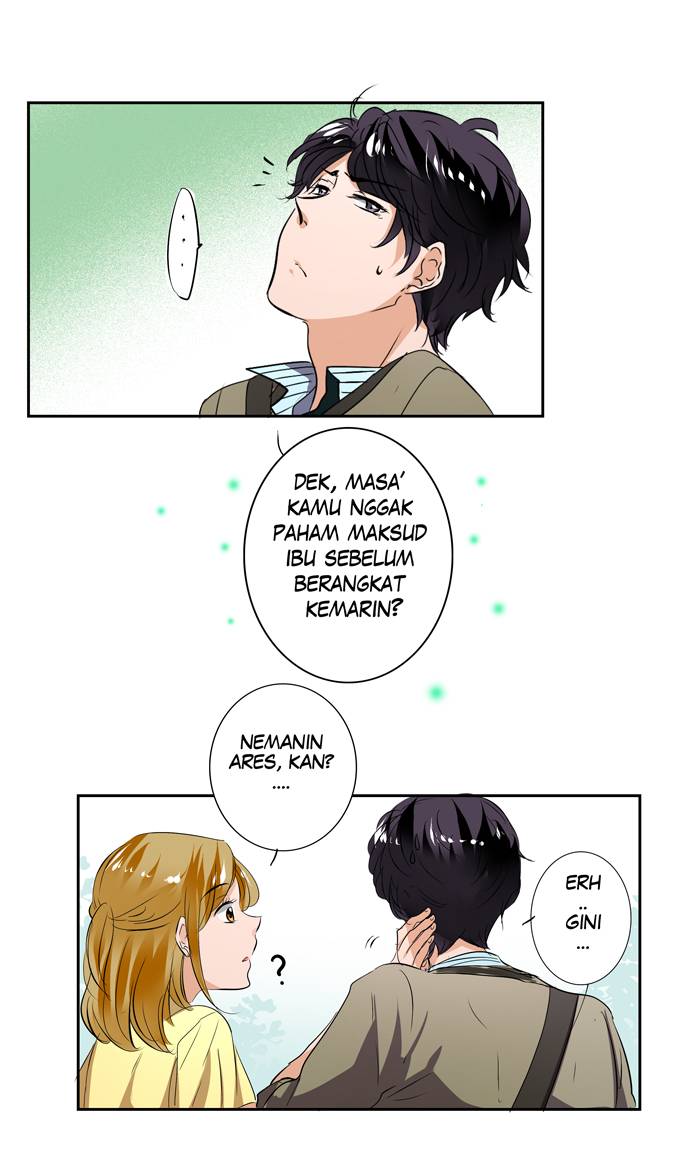 ...
DEK, MASA'
KAMU NGGAK
PAHAM MAKSUD
IBU SEBELUM
BERANGKAT
KEMARIN?
NEMANIN
ARES, KAN?
....
?
ERH
..
GINI
...